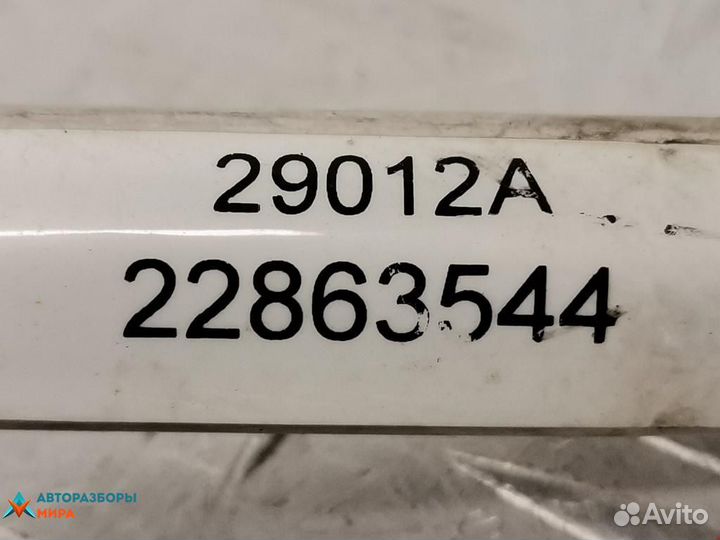 29012A
22863544
АВТОРАЗБОРЫ
МИРА
Avito